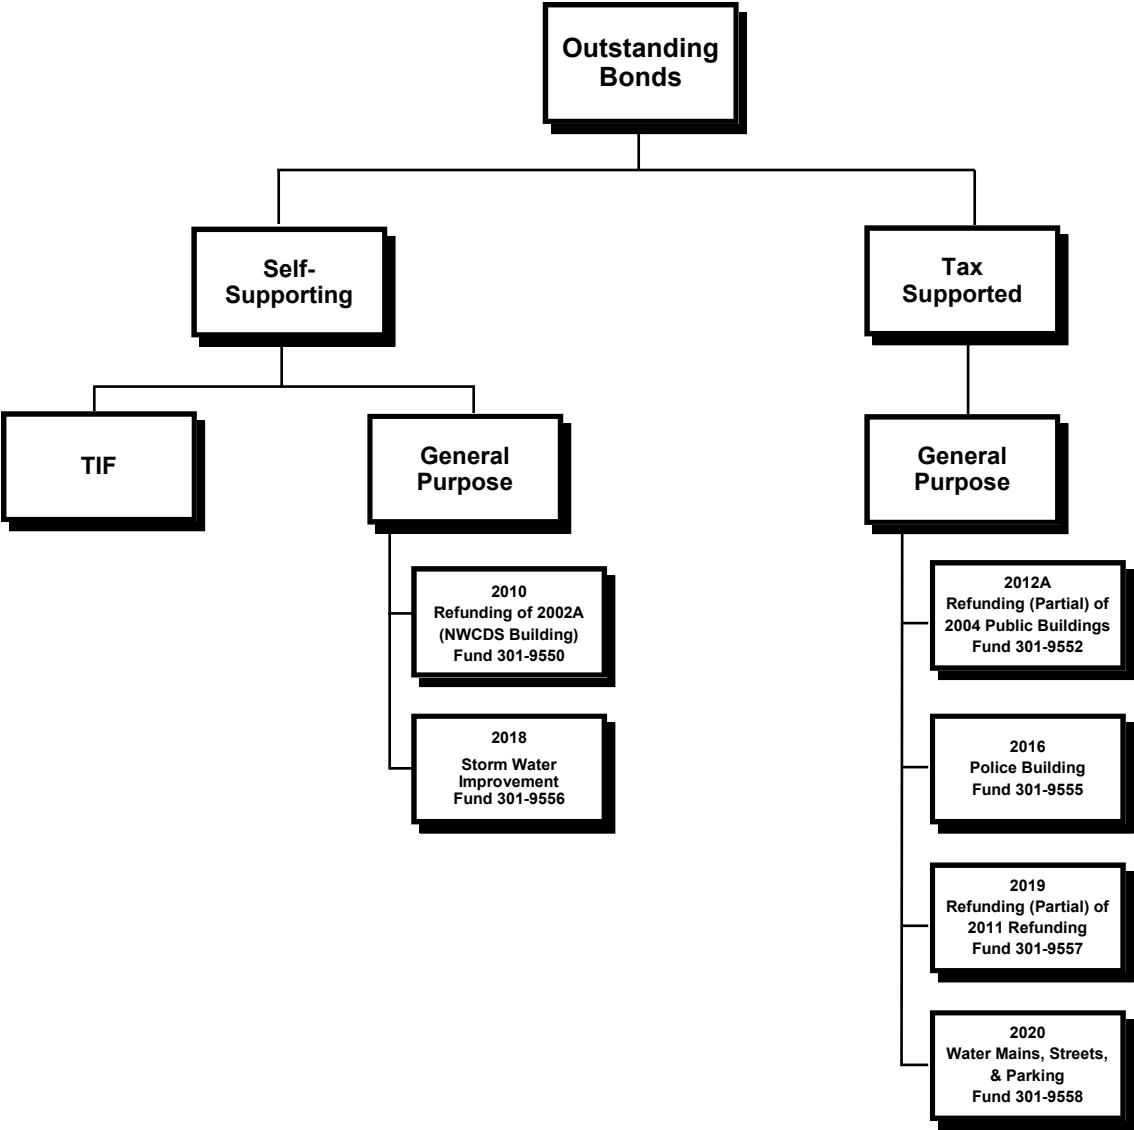 Outstanding
Bonds
Self-
Supporting
Tax
Supported
TIF
General
Purpose
General
Purpose
2010
Refunding of 2002A
(NWCDS Building)
Fund 301-9550
2018
Storm Water
Improvement
Fund 301-9556
2012A
Refunding (Partial) of
2004 Public Buildings
Fund 301-9552
2016
Police Building
Fund 301-9555
2019
Refunding (Partial) of
2011 Refunding
Fund 301-9557
2020
Water Mains, Streets,
& Parking
Fund 301-9558